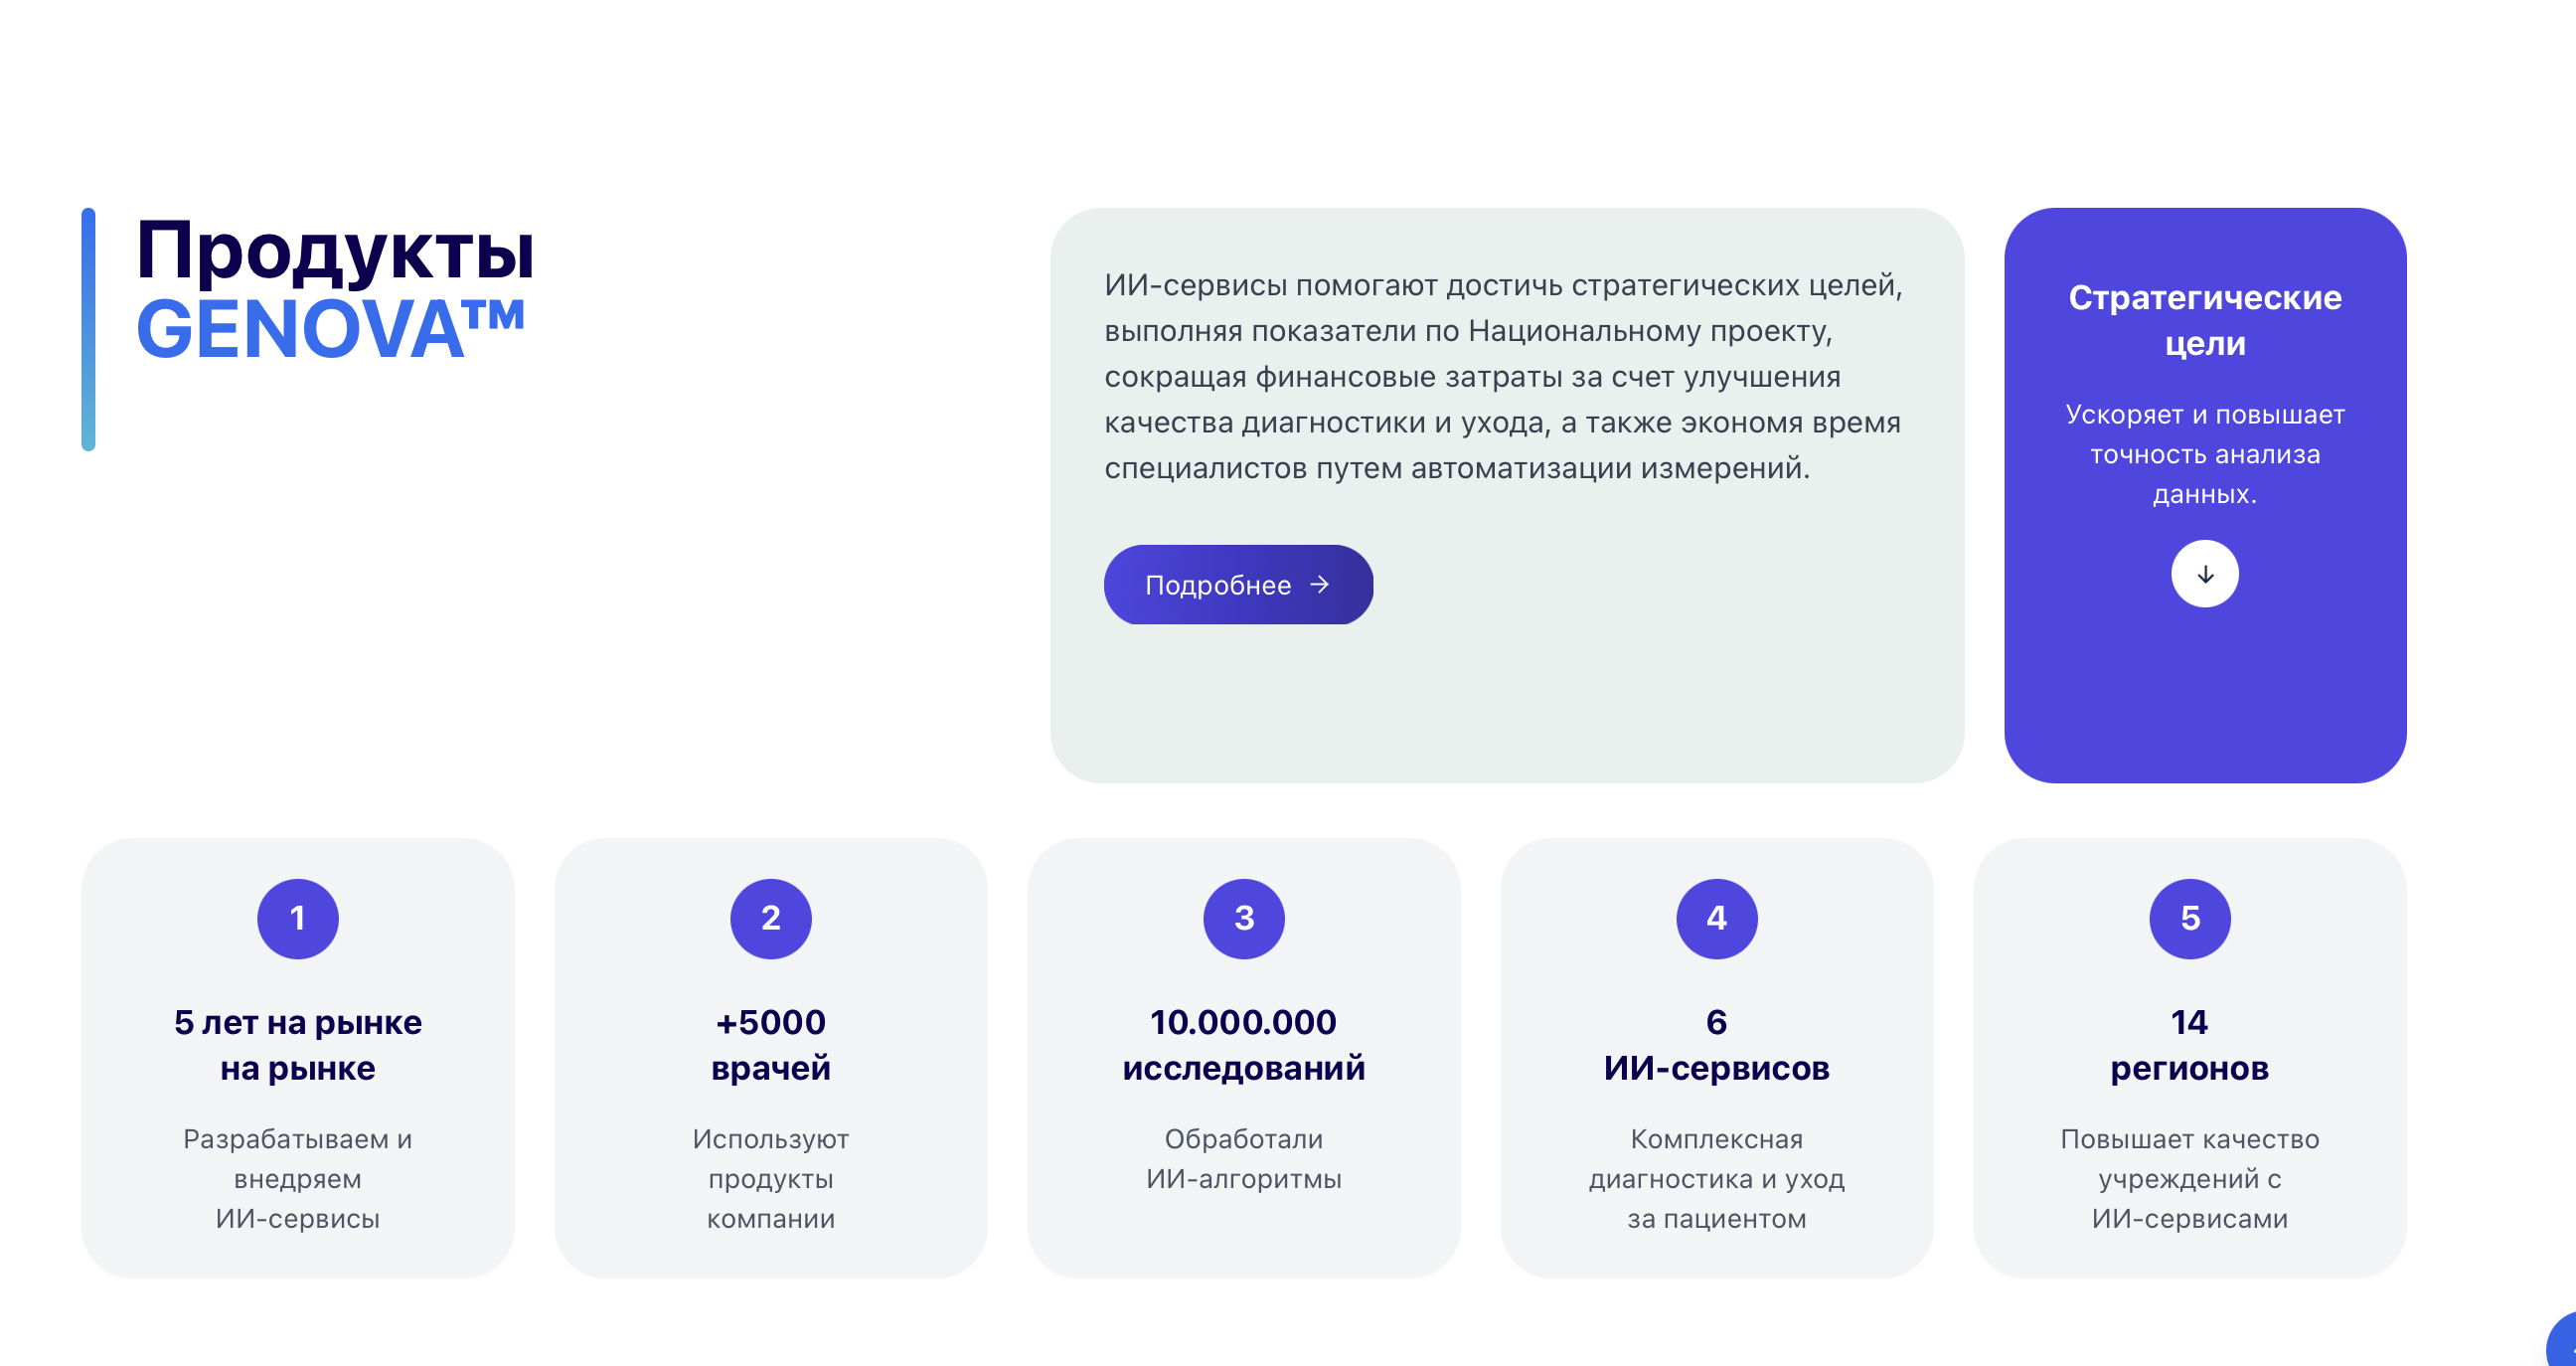 Продукты
GENOVA™
ИИ-сервисы помогают достичь стратегических целей,
выполняя показатели по Национальному проекту,
сокращая финансовые затраты за счет улучшения
качества диагностики и ухода, а также экономя время
специалистов путем автоматизации измерений.
Подробнее →
Стратегические
цели
Ускоряет и повышает
точность анализа
данных.
1
5 лет на рынке
на рынке
Разрабатываем и
внедряем
ИИ-сервисы
2
+5000
врачей
Используют
продукты
компании
3
10.000.000
исследований
Обработали
ИИ-алгоритмы
4
6
ИИ-сервисов
Комплексная
диагностика и уход
за пациентом
5
14
регионов
Повышает качество
учреждений с
ИИ-сервисами